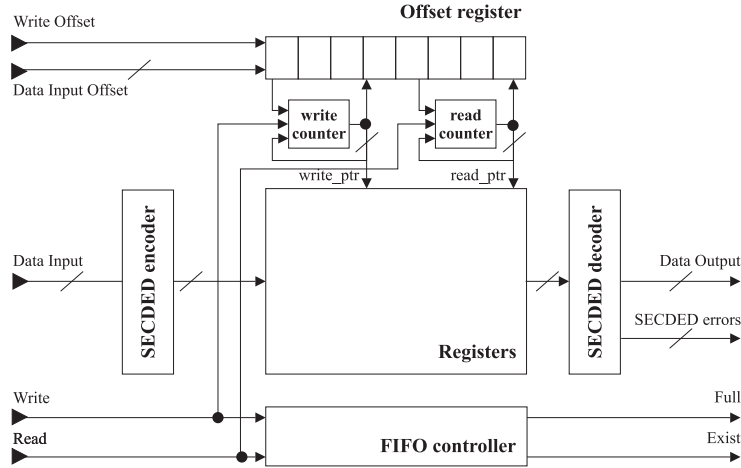 Offset register
Write Offset
Data Input Offset
write
counter
read
counter
write_ptr
read_ptr
SECDED encoder
SECDED decoder
Data Input
Data Output
SECDED errors
Registers
Write
Full
Read
Exist
FIFO controller